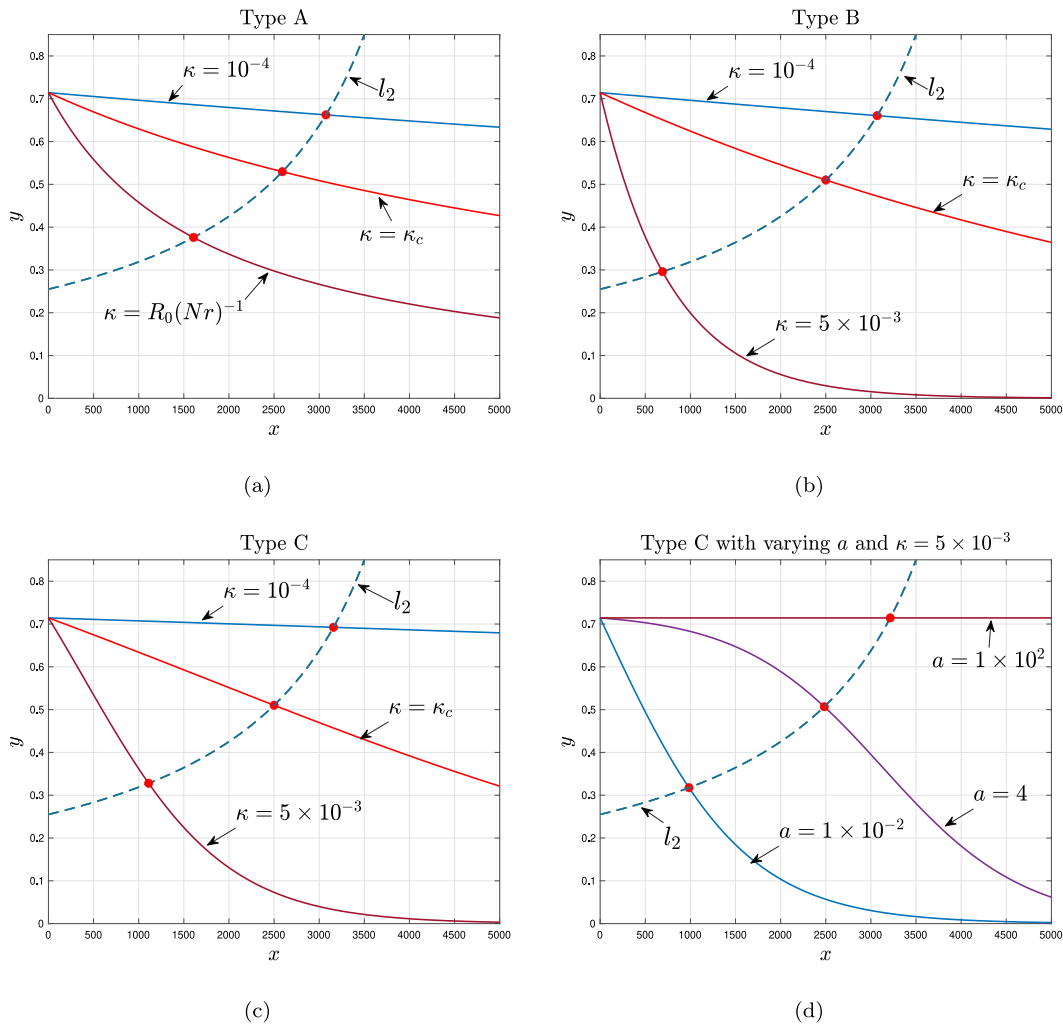 Type A
0.8
κ = 10⁻⁴
l₂
0.7
0.6
0.5
y
0.4
κ = κ_c
0.3
κ = R₀(Nr)⁻¹
0.2
0.1
0
0 500 1000 1500 2000 2500 3000 3500 4000 4500 5000
x
(a)
Type B
0.8
κ = 10⁻⁴
l₂
0.7
0.6
0.5
κ = κ_c
y
0.4
0.3
0.2
κ = 5 × 10⁻³
0.1
0
0 500 1000 1500 2000 2500 3000 3500 4000 4500 5000
x
(b)
Type C
0.8
κ = 10⁻⁴
l₂
0.7
0.6
0.5
κ = κ_c
y
0.4
0.3
κ = 5 × 10⁻³
0.2
0.1
0
0 500 1000 1500 2000 2500 3000 3500 4000 4500 5000
x
(c)
Type C with varying a and κ = 5 × 10⁻³
0.8
0.7
a = 1 × 10²
0.6
0.5
y
0.4
0.3
a = 4
l₂
a = 1 × 10⁻²
0.2
0.1
0
0 500 1000 1500 2000 2500 3000 3500 4000 4500 5000
x
(d)